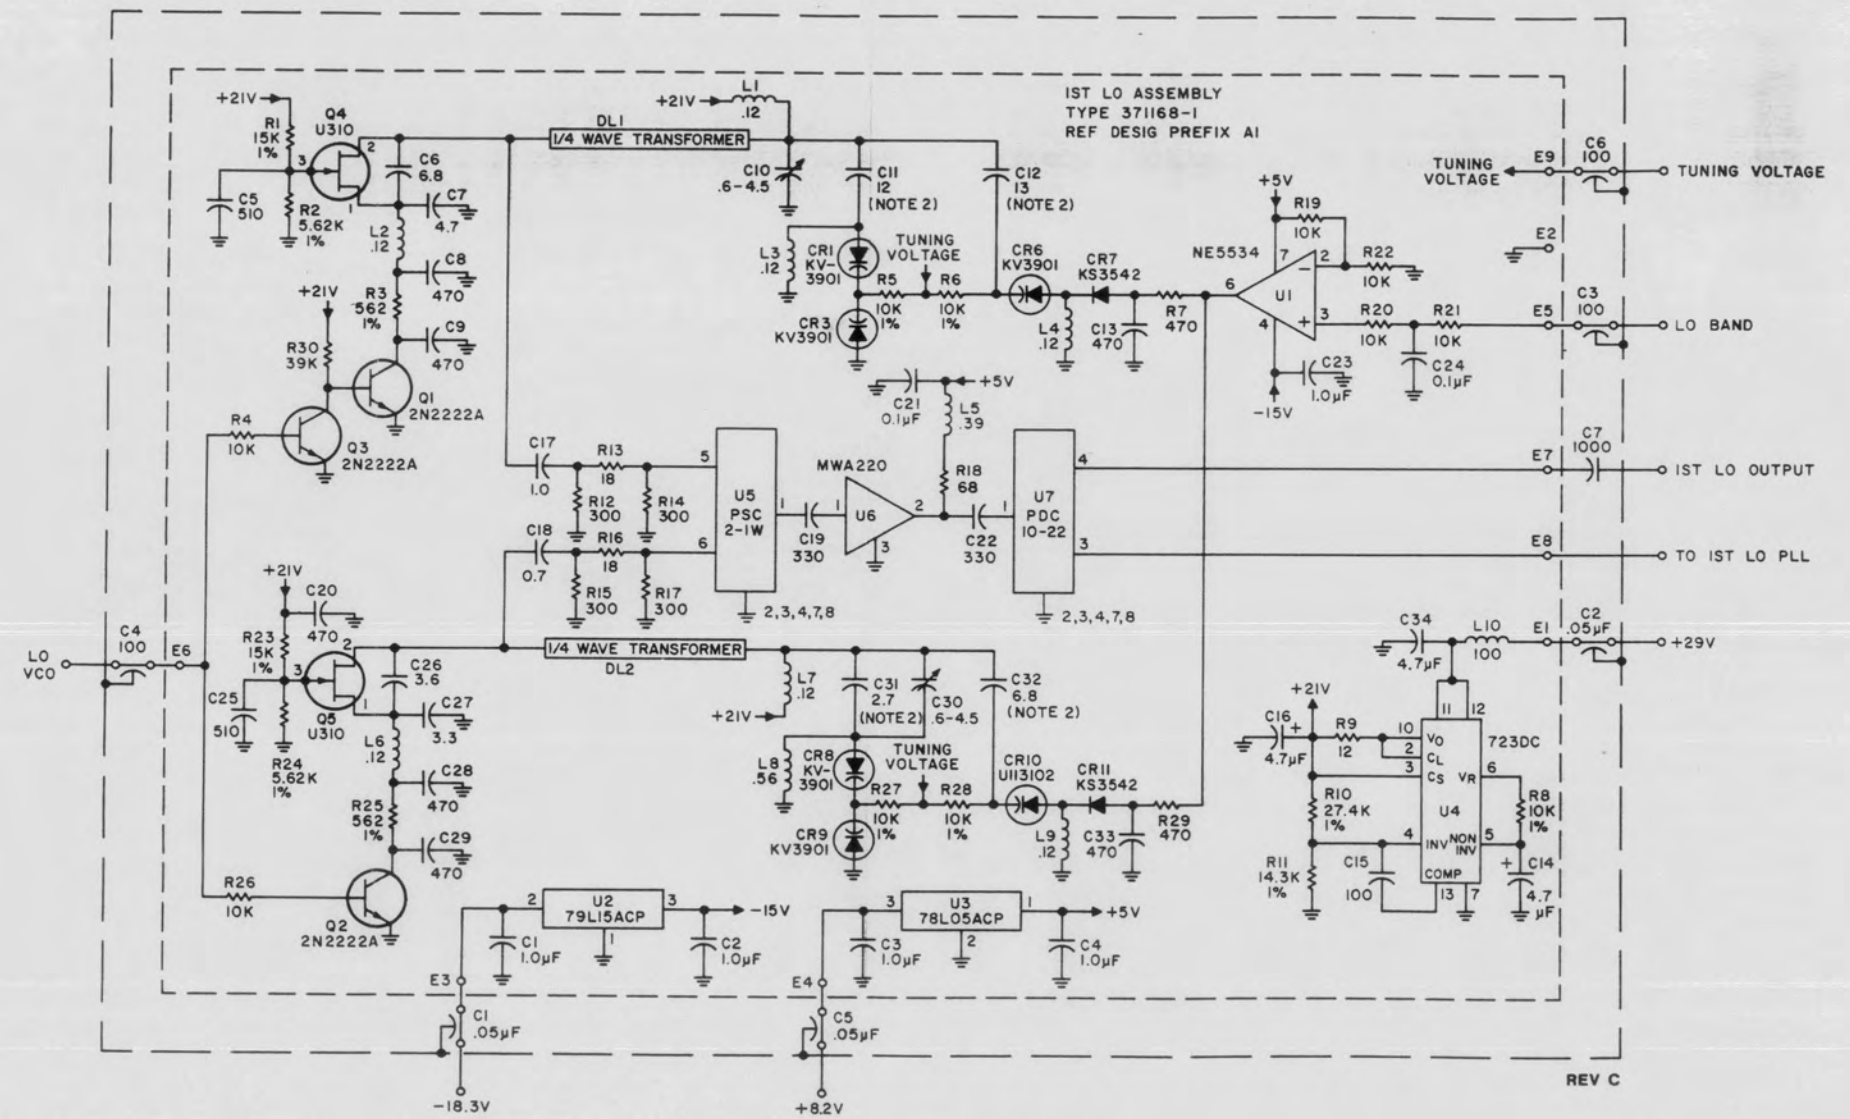 1ST LO ASSEMBLY
TYPE 371168-1
REF DESIG PREFIX A1
+21V
R1
15K
1%
Q4
U310
3
2
1
C5
510
R2
5.62K
1%
C6
6.8
C7
4.7
L2
.12
C8
470
R3
562
1%
C9
470
+21V
R30
39K
Q1
2N2222A
R4
10K
Q3
2N2222A
DL1
1/4 WAVE TRANSFORMER
+21V
L1
.12
C10
.6-4.5
C11
12
(NOTE 2)
C12
13
(NOTE 2)
L3
.12
CR1
KV-
3901
CR3
KV3901
TUNING
VOLTAGE
R5
10K
1%
R6
10K
1%
CR6
KV3901
CR7
KS3542
L4
.12
C13
470
R7
470
NE5534
+5V
R19
10K
7
2
6
U1
4
3
R22
10K
R20
10K
R21
10K
C23
1.0µF
-15V
C24
0.1µF
TUNING
VOLTAGE
E9
C6
100
TUNING VOLTAGE
E2
E5
C3
100
LO BAND
C17
1.0
R13
18
R12
300
R14
300
C18
0.7
R16
18
R15
300
R17
300
5
6
U5
PSC
2-1W
1
2,3,4,7,8
C19
330
MWA220
1
U6
2
3
C21
0.1µF
+5V
L5
.39
R18
68
C22
330
1
U7
PDC
10-22
4
3
2,3,4,7,8
E7
C7
1000
1ST LO OUTPUT
E8
TO 1ST LO PLL
LO
VCO
C4
100
E6
+21V
C20
470
R23
15K
1%
3
2
1
Q5
U310
C25
510
R24
5.62K
1%
C26
3.6
C27
3.3
L6
.12
C28
470
R25
562
1%
C29
470
R26
10K
Q2
2N2222A
1/4 WAVE TRANSFORMER
DL2
L7
.12
+21V
C31
2.7
(NOTE 2)
C30
.6-4.5
C32
6.8
(NOTE 2)
L8
.56
CR8
KV-
3901
CR9
KV3901
TUNING
VOLTAGE
R27
10K
1%
R28
10K
1%
CR10
U113102
CR11
KS3542
L9
.12
C33
470
R29
470
C34
4.7µF
L10
100
E1
C2
.05µF
+29V
+21V
C16
+
4.7µF
R9
12
11
12
723DC
10
VO
2
CL
3
CS
VR
6
U4
4
INV
NON
INV
5
COMP
13
7
R10
27.4K
1%
R11
14.3K
1%
C15
100
R8
10K
1%
+
C14
4.7
µF
2
U2
79L15ACP
3
1
-15V
C1
1.0µF
C2
1.0µF
E3
C1
.05µF
-18.3V
3
U3
78L05ACP
1
2
+5V
C3
1.0µF
C4
1.0µF
E4
C5
.05µF
+8.2V
REV C